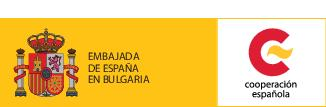 EMBAJADA
DE ESPAÑA
EN BULGARIA
cooperación
española